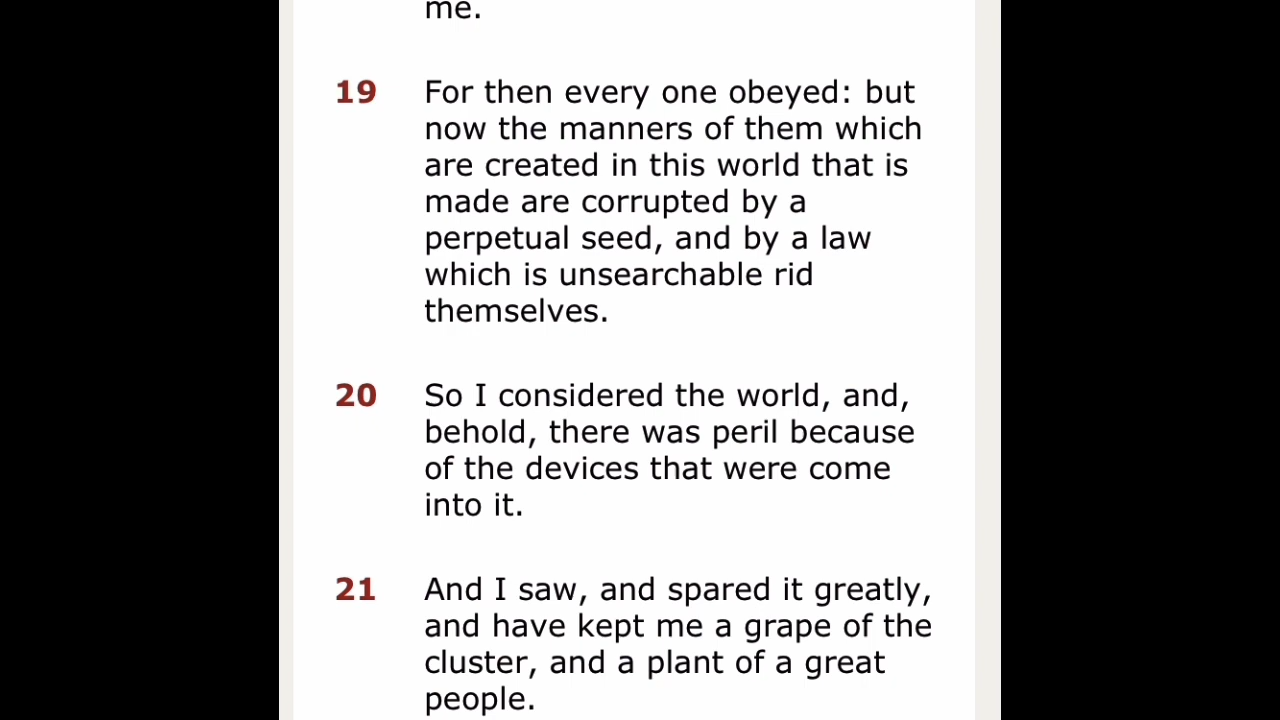 me.
19 For then every one obeyed: but
now the manners of them which
are created in this world that is
made are corrupted by a
perpetual seed, and by a law
which is unsearchable rid
themselves.
20 So I considered the world, and,
behold, there was peril because
of the devices that were come
into it.
21 And I saw, and spared it greatly,
and have kept me a grape of the
cluster, and a plant of a great
people.